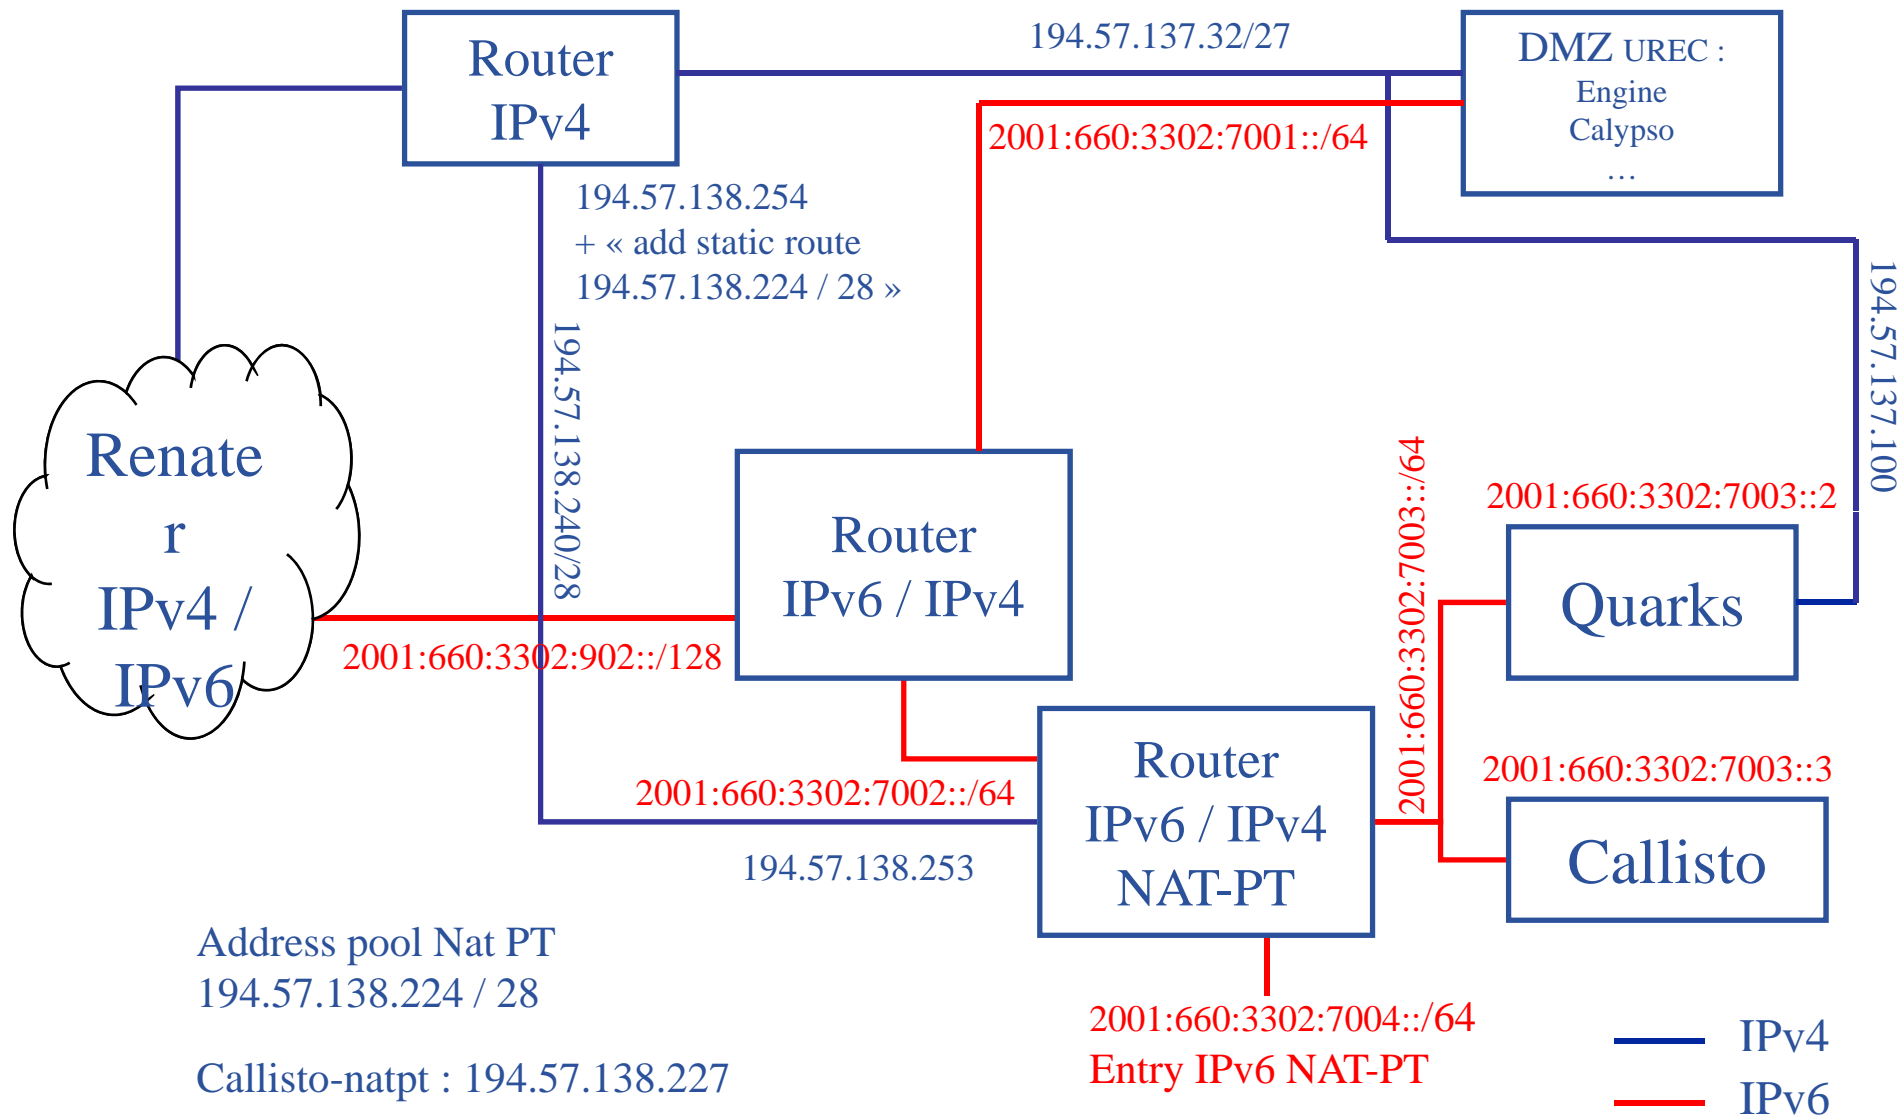 Router
IPv4
194.57.137.32/27
DMZ UREC :
Engine
Calypso
…
2001:660:3302:7001::/64
194.57.138.254
+ « add static route
194.57.138.224 / 28 »
194.57.138.240/28
194.57.137.100
Renate
r
IPv4 /
IPv6
2001:660:3302:902::/128
Router
IPv6 / IPv4
2001:660:3302:7003::/64
2001:660:3302:7003::2
Quarks
2001:660:3302:7002::/64
Router
IPv6 / IPv4
NAT-PT
2001:660:3302:7003::3
Callisto
194.57.138.253
Address pool Nat PT
194.57.138.224 / 28
Callisto-natpt : 194.57.138.227
2001:660:3302:7004::/64
Entry IPv6 NAT-PT
IPv4
IPv6